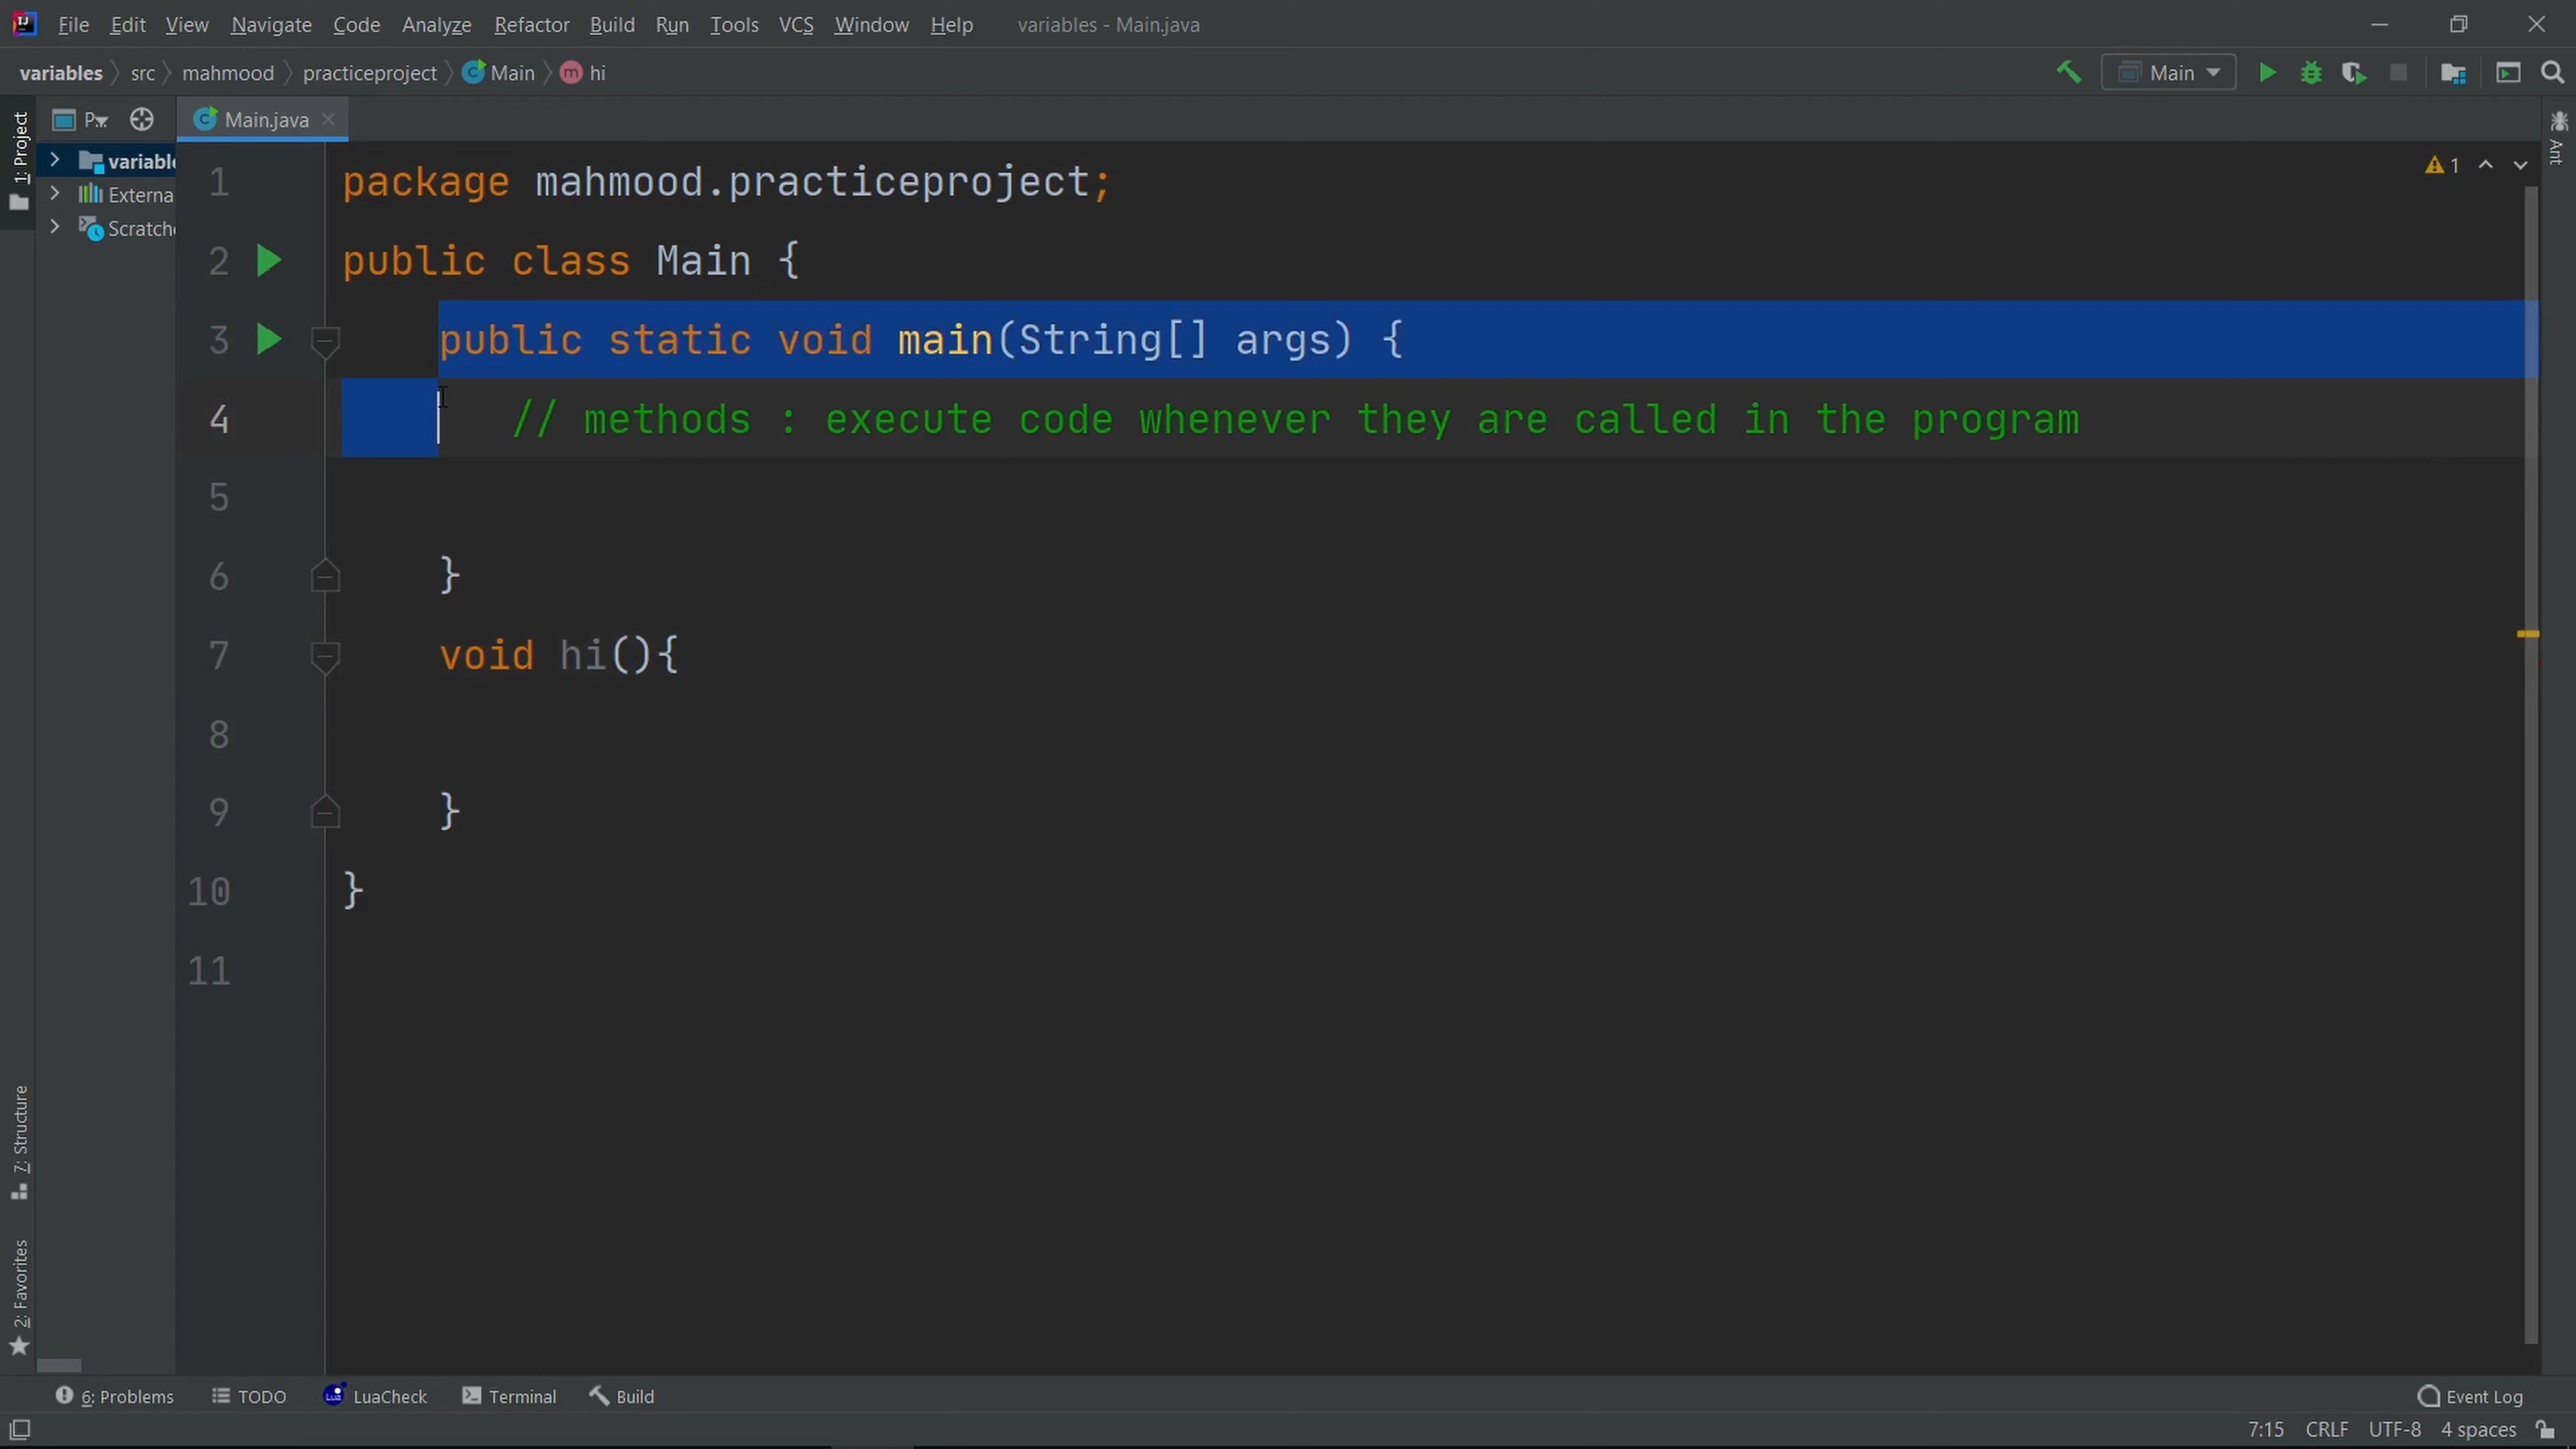 File Edit View Navigate Code Analyze Refactor Build Run Tools VCS Window Help variables - Main.java
variables src mahmood practiceproject Main hi Main
1: Project P... Main.java
variable
Externa
Scratche
1 package mahmood.practiceproject;
2 public class Main {
3 public static void main(String[] args) {
4 // methods : execute code whenever they are called in the program
5
6 }
7 void hi(){
8
9 }
10 }
11
1
Ant
7: Structure
2: Favorites
6: Problems TODO LuaCheck Terminal Build Event Log
7:15 CRLF UTF-8 4 spaces